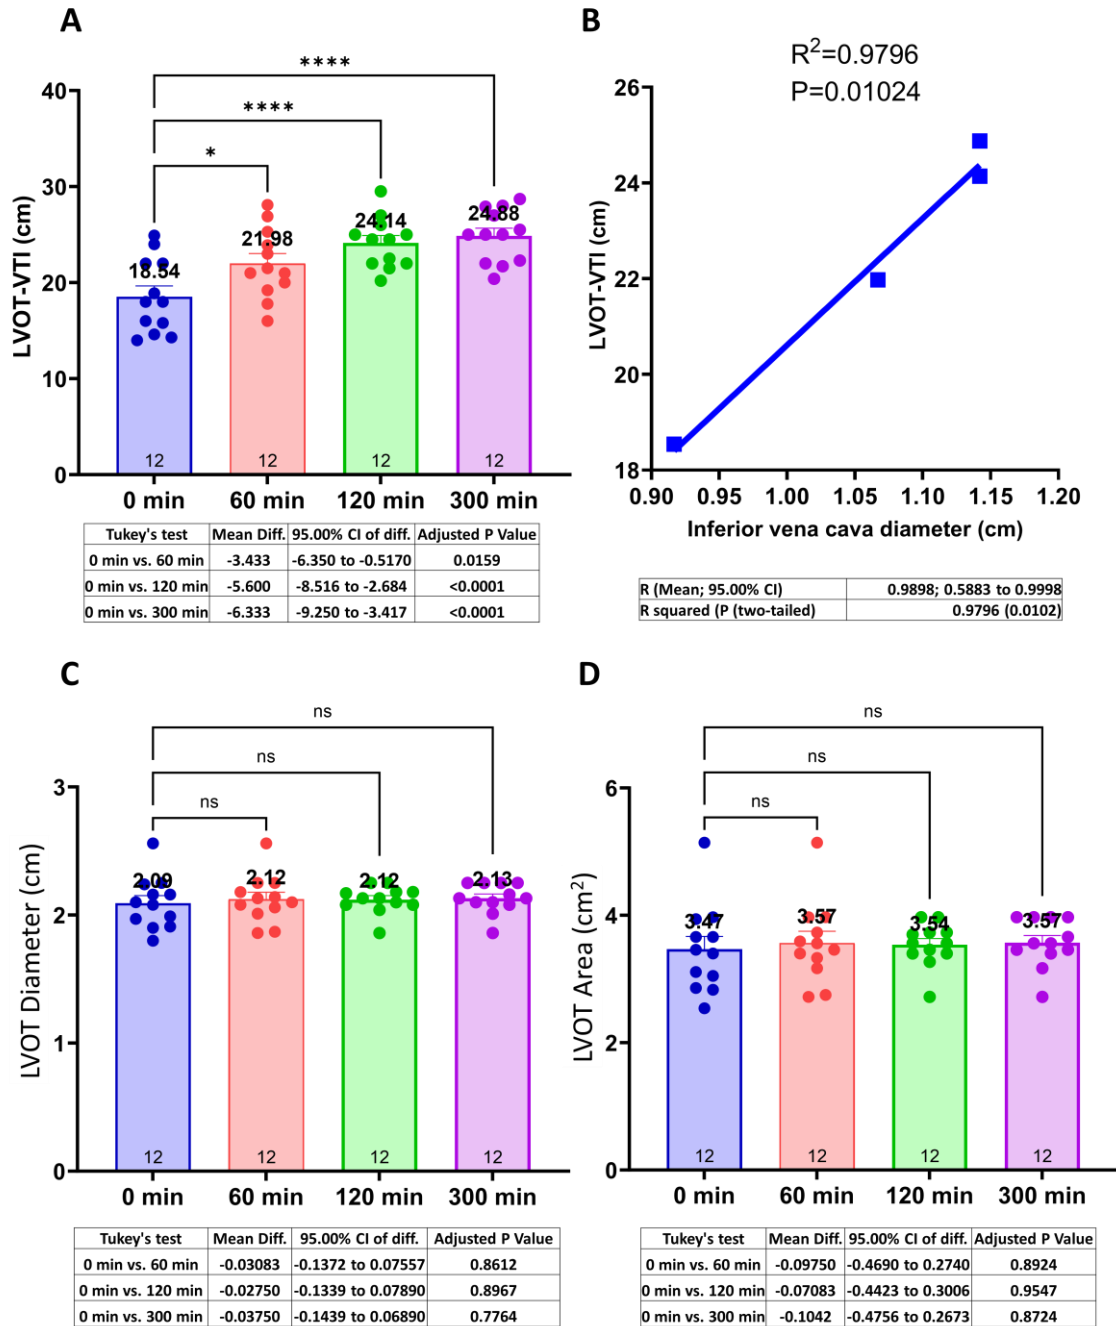 A
****
****
*
LVOT-VTI (cm)
40
30
20
10
0
18.54
21.98
24.14
24.88
12
12
12
12
0 min
60 min
120 min
300 min
Tukey's test Mean Diff. 95.00% CI of diff. Adjusted P Value
0 min vs. 60 min -3.433 -6.350 to -0.5170 0.0159
0 min vs. 120 min -5.600 -8.516 to -2.684 <0.0001
0 min vs. 300 min -6.333 -9.250 to -3.417 <0.0001
B
R²=0.9796
P=0.01024
LVOT-VTI (cm)
26
24
22
20
18
0.90 0.95 1.00 1.05 1.10 1.15 1.20
Inferior vena cava diameter (cm)
R (Mean; 95.00% CI) 0.9898; 0.5883 to 0.9998
R squared (P (two-tailed) 0.9796 (0.0102)
C
ns
ns
ns
LVOT Diameter (cm)
3
2
1
0
2.09
2.12
2.12
2.13
12
12
12
12
0 min
60 min
120 min
300 min
Tukey's test Mean Diff. 95.00% CI of diff. Adjusted P Value
0 min vs. 60 min -0.03083 -0.1372 to 0.07557 0.8612
0 min vs. 120 min -0.02750 -0.1339 to 0.07890 0.8967
0 min vs. 300 min -0.03750 -0.1439 to 0.06890 0.7764
D
ns
ns
ns
LVOT Area (cm²)
6
4
2
0
3.47
3.57
3.54
3.57
12
12
12
12
0 min
60 min
120 min
300 min
Tukey's test Mean Diff. 95.00% CI of diff. Adjusted P Value
0 min vs. 60 min -0.09750 -0.4690 to 0.2740 0.8924
0 min vs. 120 min -0.07083 -0.4423 to 0.3006 0.9547
0 min vs. 300 min -0.1042 -0.4756 to 0.2673 0.8724